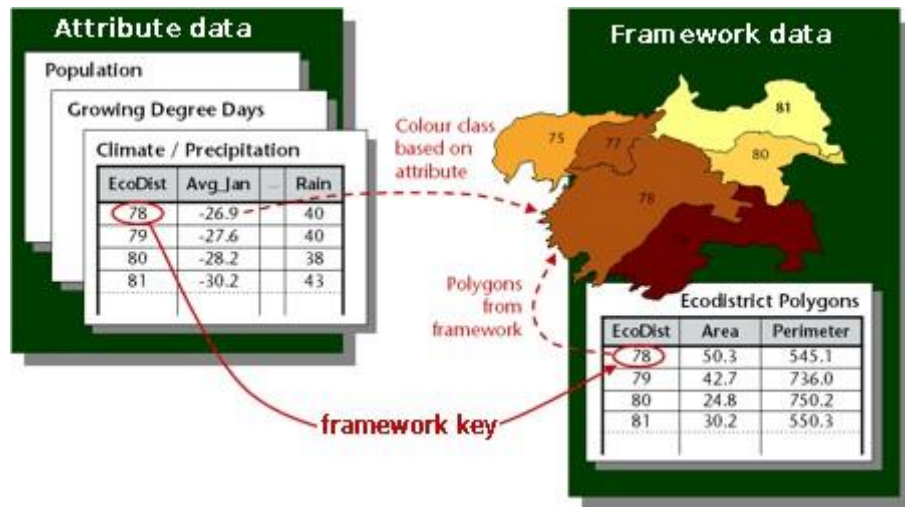 Attribute data
Population
Growing Degree Days
Climate / Precipitation
EcoDist Avg_Jan ... Rain
78 -26.9 40
79 -27.6 40
80 -28.2 38
81 -30.2 43
Colour class
based on
attribute
Polygons
from
framework
framework key
Framework data
81
75
77
80
78
Ecodistrict Polygons
EcoDist Area Perimeter
78 50.3 545.1
79 42.7 736.0
80 24.8 750.2
81 30.2 550.3